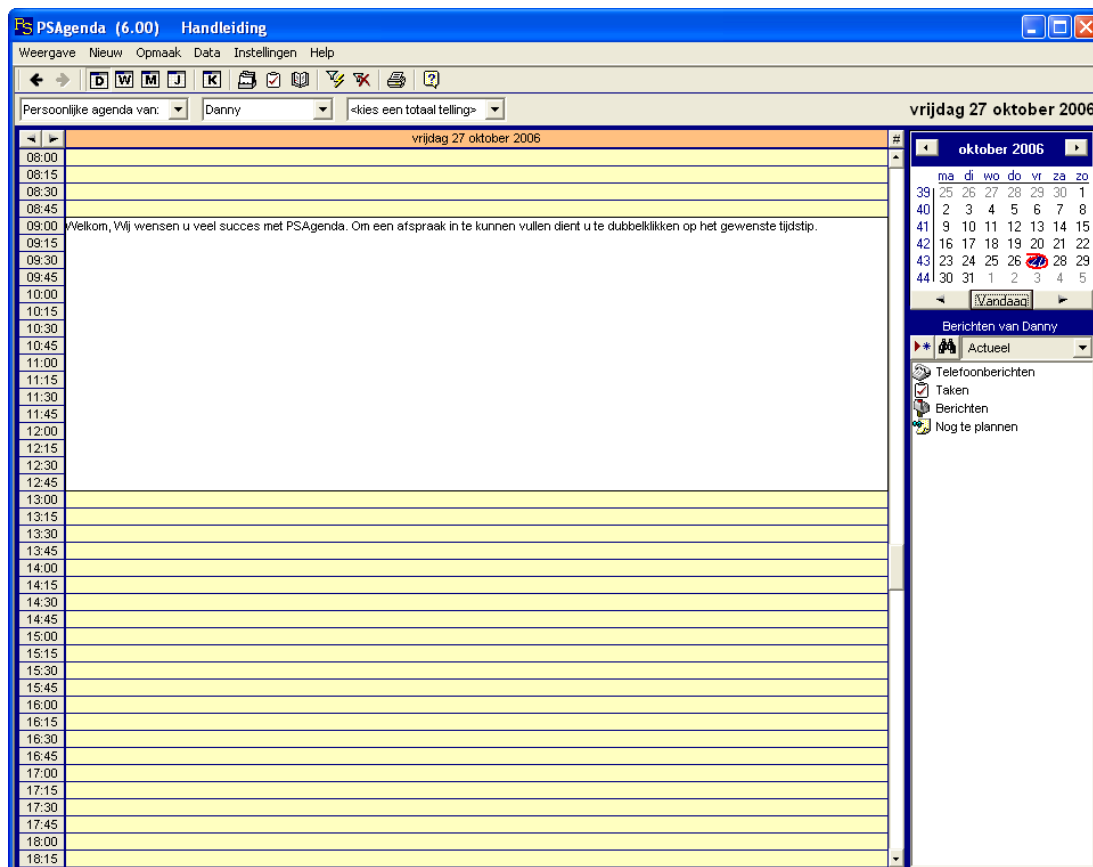 PS PSAgenda (6.00) Handleiding
Weergave Nieuw Opmaak Data Instellingen Help
D W M J K
Persoonlijke agenda van: Danny <kies een totaal telling> vrijdag 27 oktober 2006
vrijdag 27 oktober 2006 #
08:00
08:15
08:30
08:45
09:00 Welkom, Wij wensen u veel succes met PSAgenda. Om een afspraak in te kunnen vullen dient u te dubbelklikken op het gewenste tijdstip.
09:15
09:30
09:45
10:00
10:15
10:30
10:45
11:00
11:15
11:30
11:45
12:00
12:15
12:30
12:45
13:00
13:15
13:30
13:45
14:00
14:15
14:30
14:45
15:00
15:15
15:30
15:45
16:00
16:15
16:30
16:45
17:00
17:15
17:30
17:45
18:00
18:15
oktober 2006
ma di wo do vr za zo
39 25 26 27 28 29 30 1
40 2 3 4 5 6 7 8
41 9 10 11 12 13 14 15
42 16 17 18 19 20 21 22
43 23 24 25 26 28 29
44 30 31 1 2 3 4 5
Vandaag
Berichten van Danny
Actueel
Telefoonberichten
Taken
Berichten
Nog te plannen